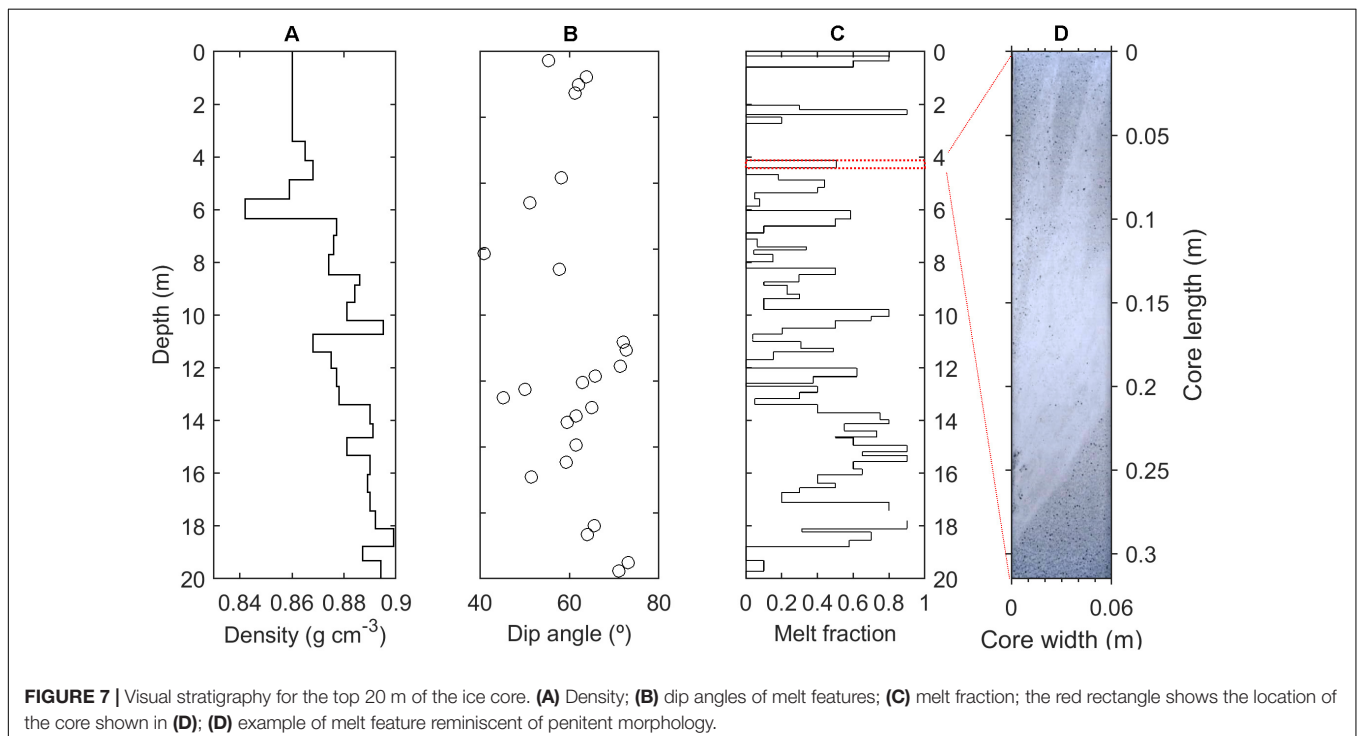 A B C D
0 0 0
2 2
4 4 0.05
6 6 0.1
8 8
10 10 0.15
12 12
14 14 0.2
16 16 0.25
18 18
20 20 0.3
Depth (m)
Core length (m)
0.84 0.86 0.88 0.9 40 60 80 0 0.2 0.4 0.6 0.8 1 0 0.06
Density (g cm-3) Dip angle (º) Melt fraction Core width (m)
FIGURE 7 | Visual stratigraphy for the top 20 m of the ice core. (A) Density; (B) dip angles of melt features; (C) melt fraction; the red rectangle shows the location of
the core shown in (D); (D) example of melt feature reminiscent of penitent morphology.